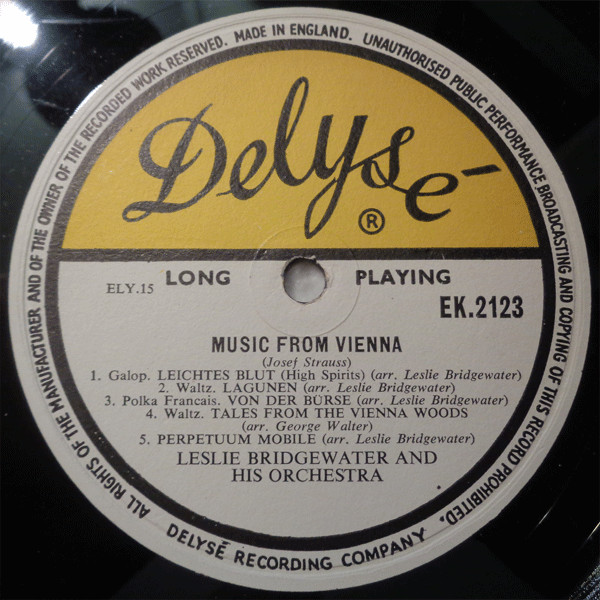 ALL RIGHTS OF THE MANUFACTURER AND OF THE OWNER OF THE RECORDED WORK RESERVED. MADE IN ENGLAND. UNAUTHORISED PUBLIC PERFORMANCE BROADCASTING AND COPYING OF THIS RECORD PROHIBITED.
Delysé
®
LONG PLAYING
ELY.15
EK.2123
MUSIC FROM VIENNA
(Josef Strauss)
1. Galop. LEICHTES BLUT (High Spirits) (arr. Leslie Bridgewater)
2. Waltz. LAGUNEN (arr. Leslie Bridgewater)
3. Polka Francais. VON DER BURSE (arr. Leslie Bridgewater)
4. Waltz. TALES FROM THE VIENNA WOODS
(arr. George Walter)
5. PERPETUUM MOBILE (arr. Leslie Bridgewater)
LESLIE BRIDGEWATER AND
HIS ORCHESTRA
DELYSÉ RECORDING COMPANY